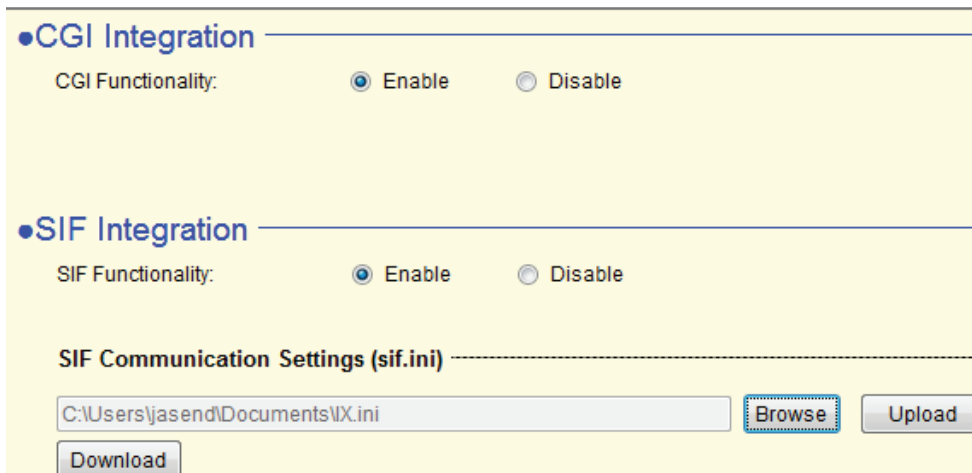 ●CGI Integration
CGI Functionality: Enable Disable
●SIF Integration
SIF Functionality: Enable Disable
SIF Communication Settings (sif.ini)
C:\Users\jasend\Documents\IX.ini Browse Upload
Download